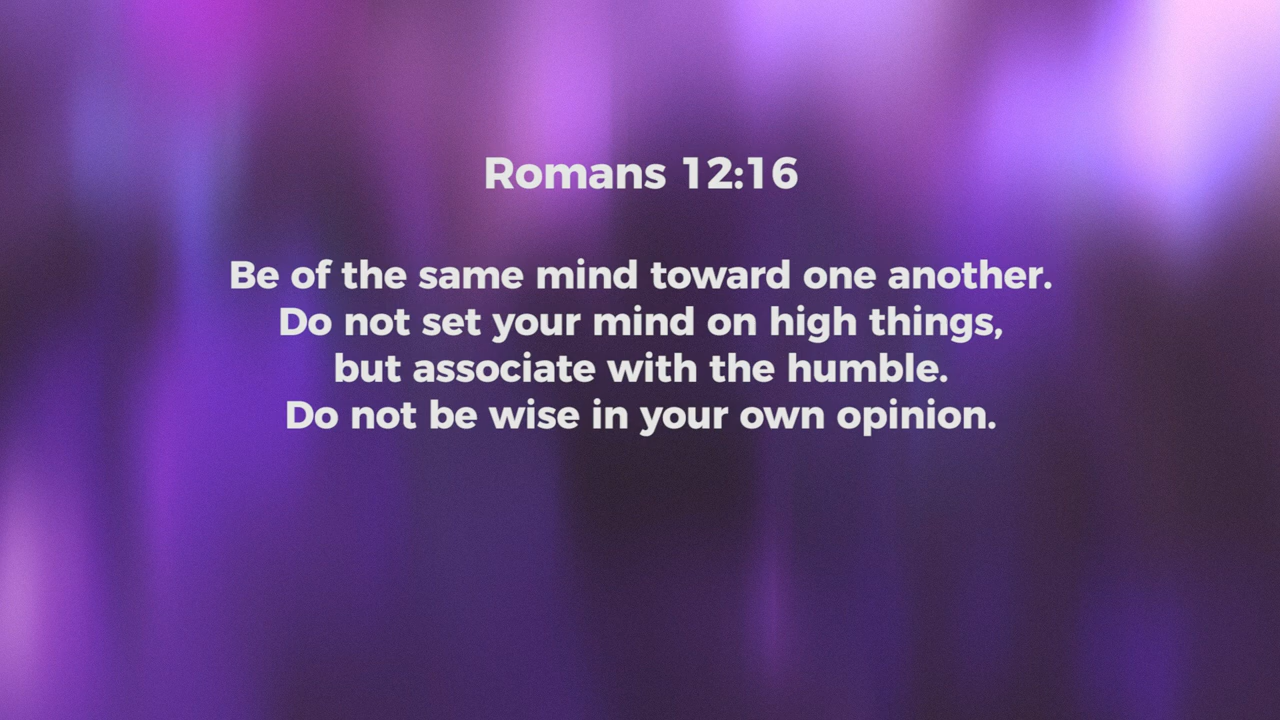 Romans 12:16
Be of the same mind toward one another.
Do not set your mind on high things,
but associate with the humble.
Do not be wise in your own opinion.